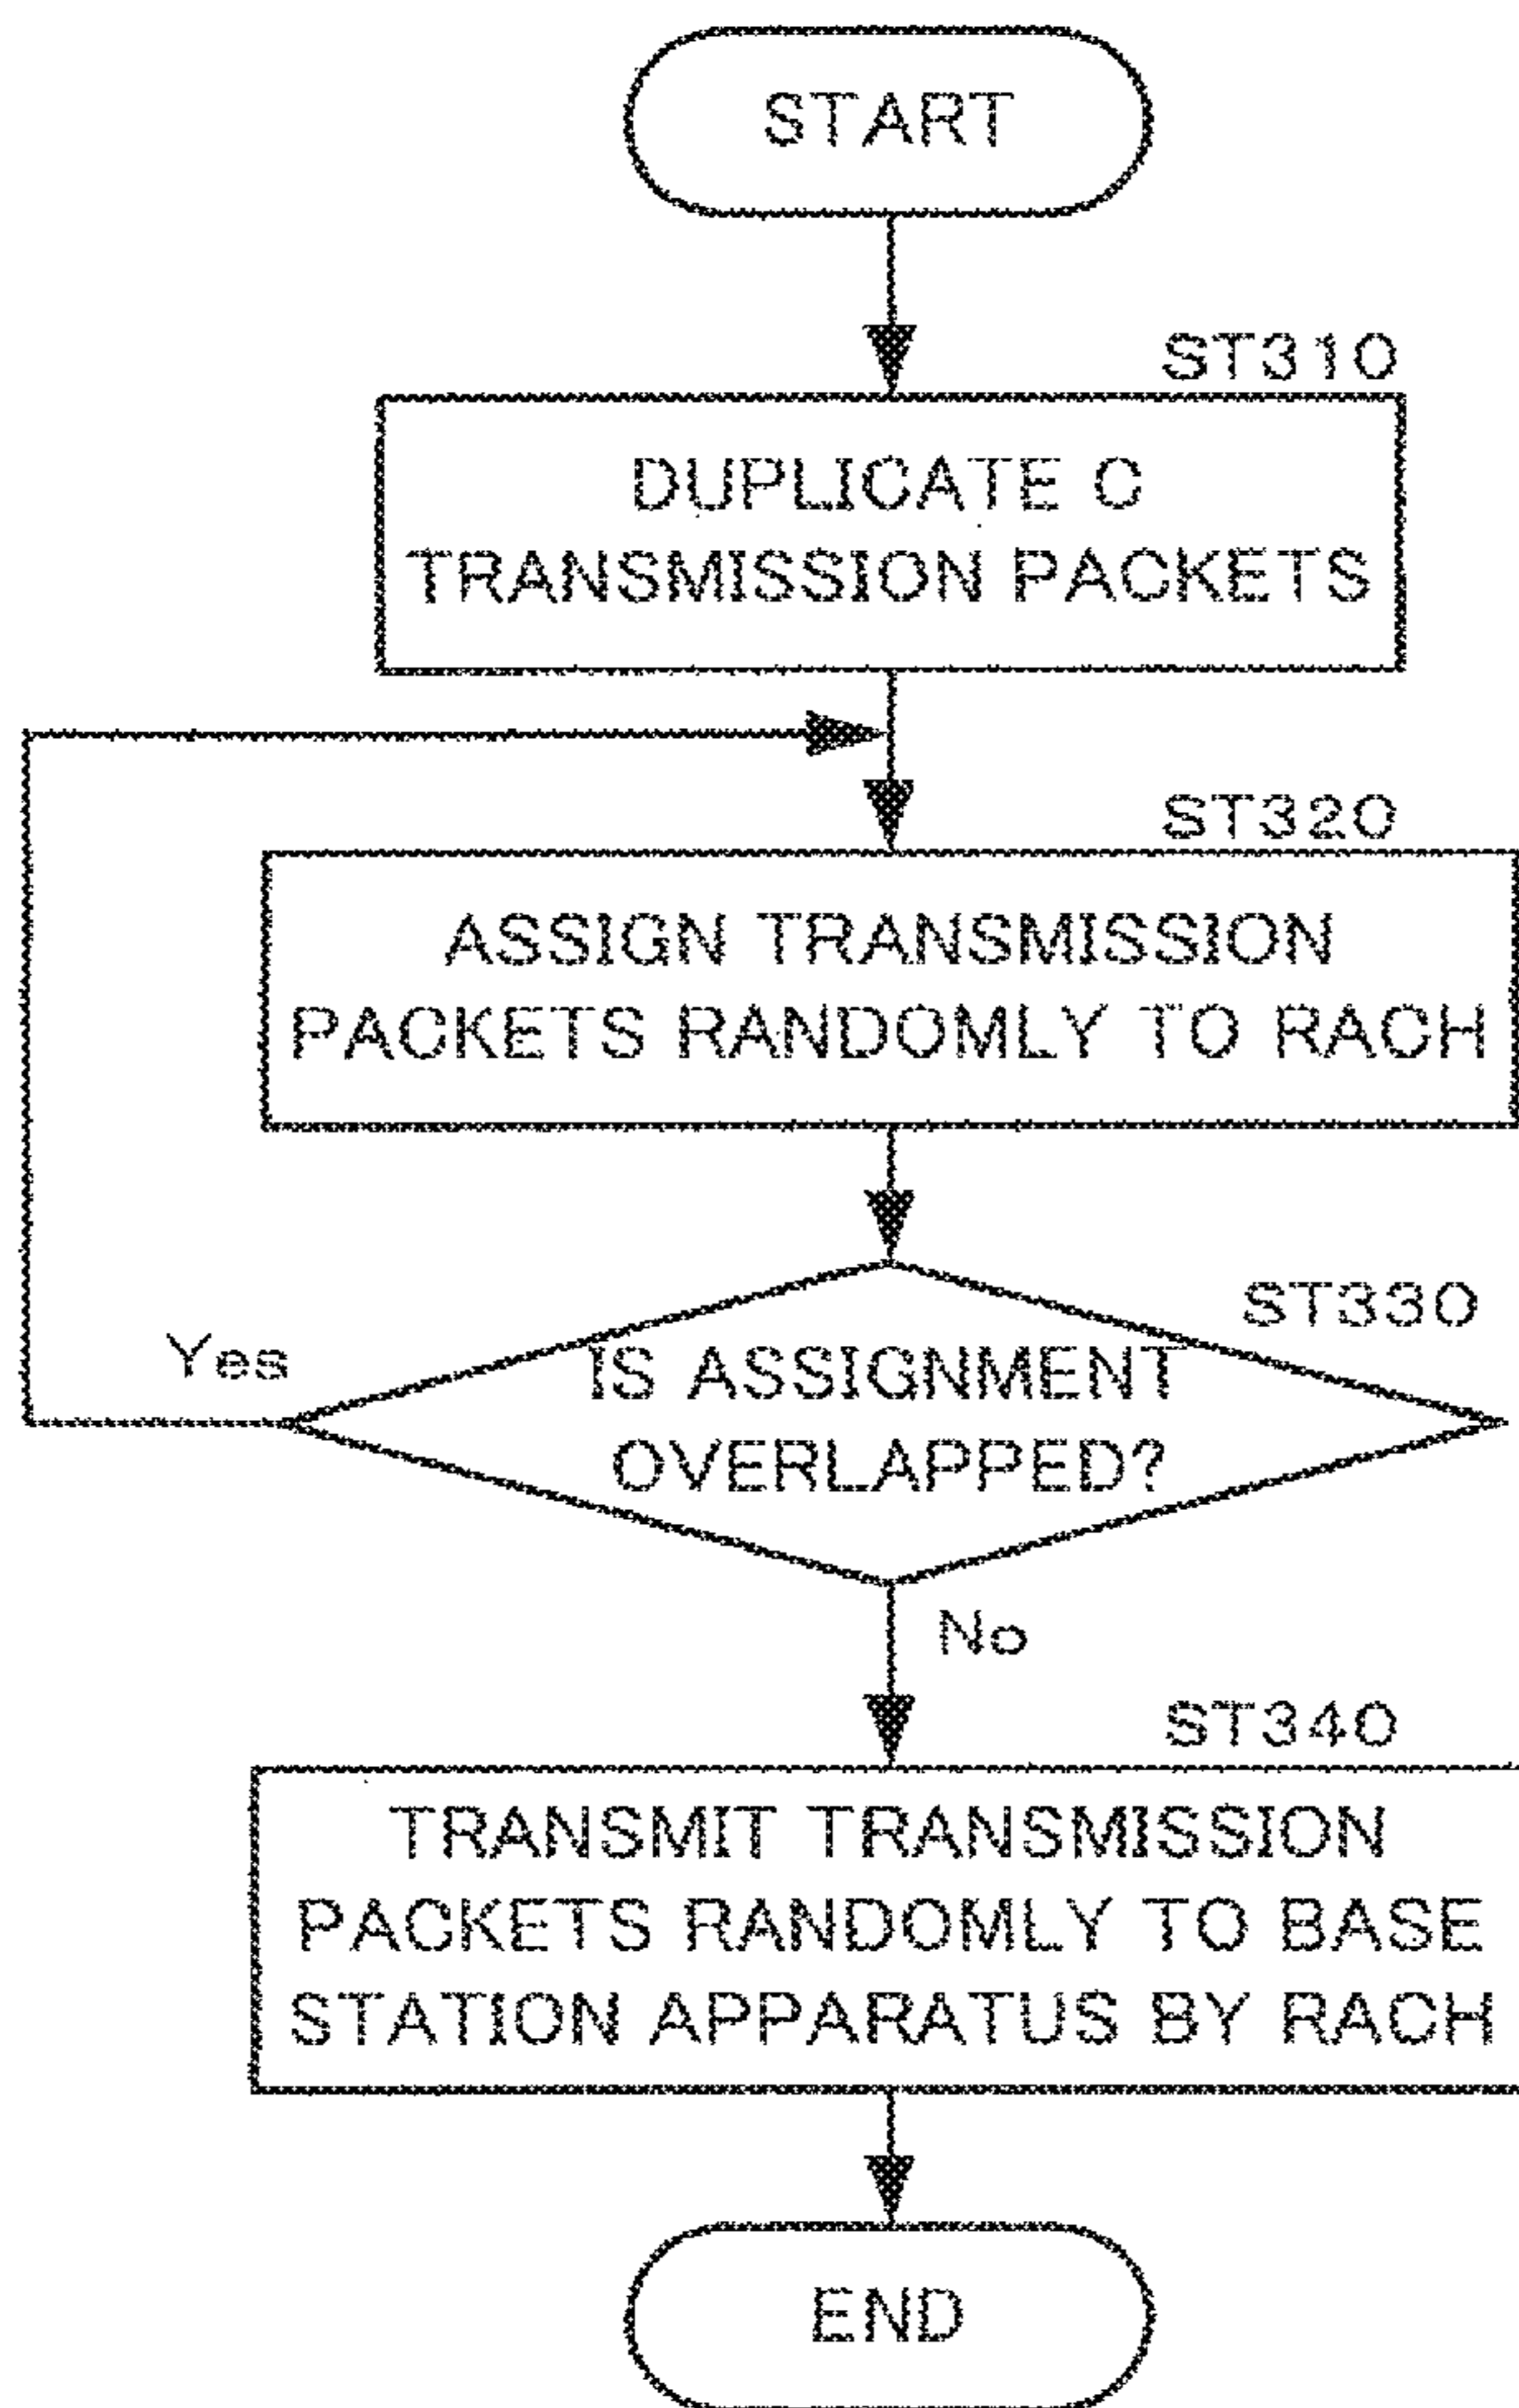 START
ST310
DUPLICATE C
TRANSMISSION PACKETS
ST320
ASSIGN TRANSMISSION
PACKETS RANDOMLY TO RACH
ST330
IS ASSIGNMENT
OVERLAPPED?
Yes
No
ST340
TRANSMIT TRANSMISSION
PACKETS RANDOMLY TO BASE
STATION APPARATUS BY RACH
END